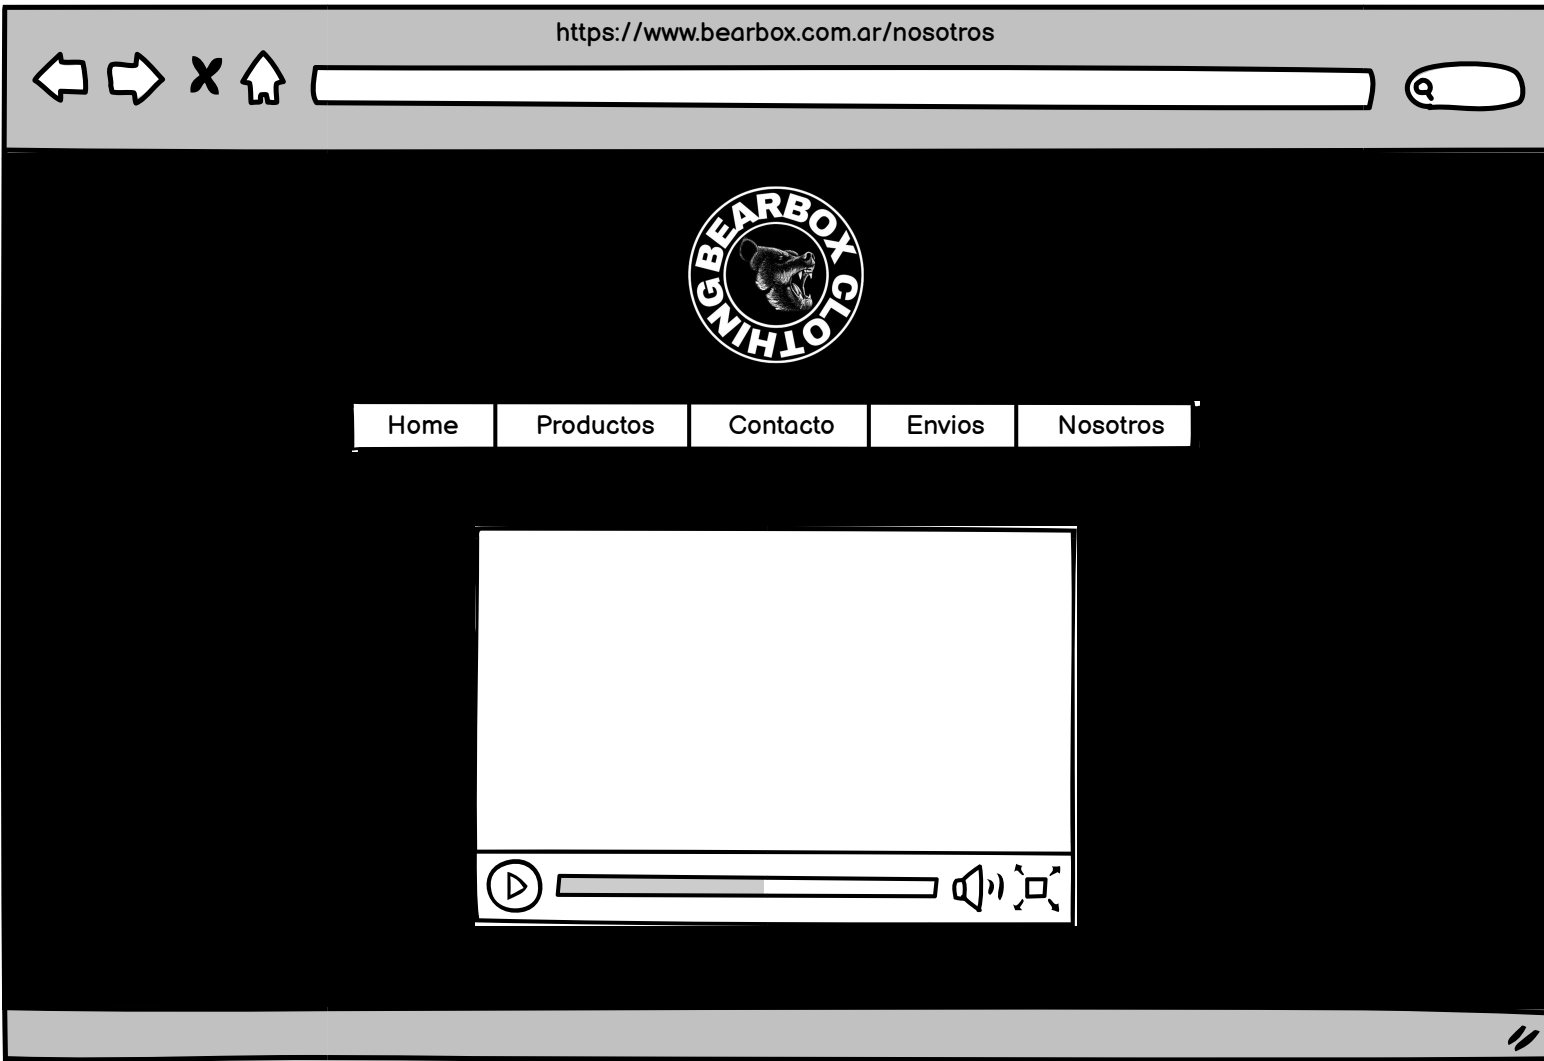 https://www.bearbox.com.ar/nosotros
BEARBOX CLOTHING
Home Productos Contacto Envios Nosotros